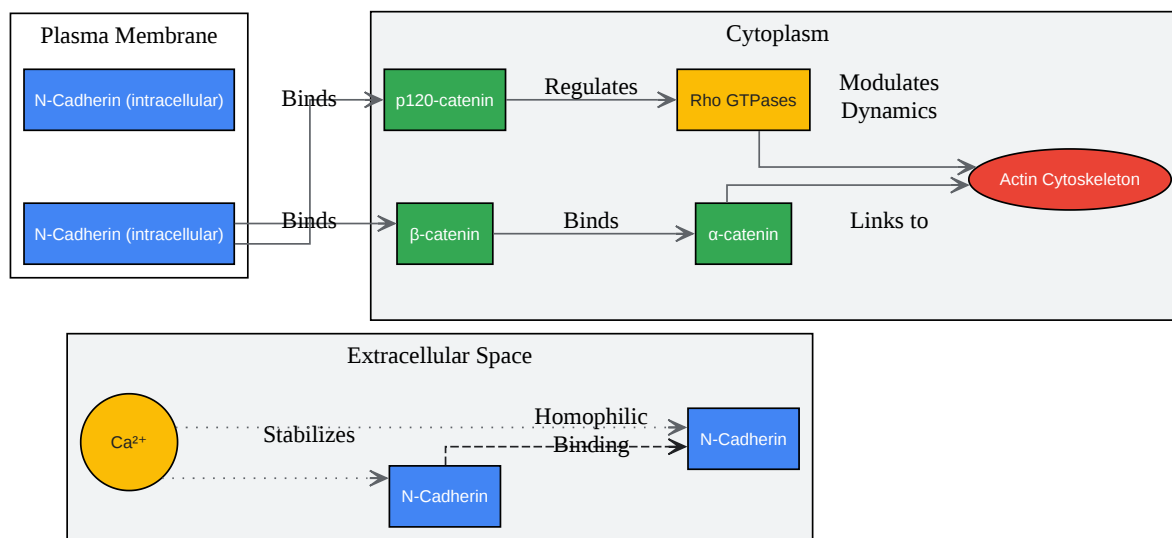 Plasma Membrane
N-Cadherin (intracellular)
N-Cadherin (intracellular)
Binds
Binds
Cytoplasm
p120-catenin
Regulates
Rho GTPases
Modulates
Dynamics
Actin Cytoskeleton
β-catenin
Binds
α-catenin
Links to
Extracellular Space
Ca²⁺
Stabilizes
Homophilic
Binding
N-Cadherin
N-Cadherin